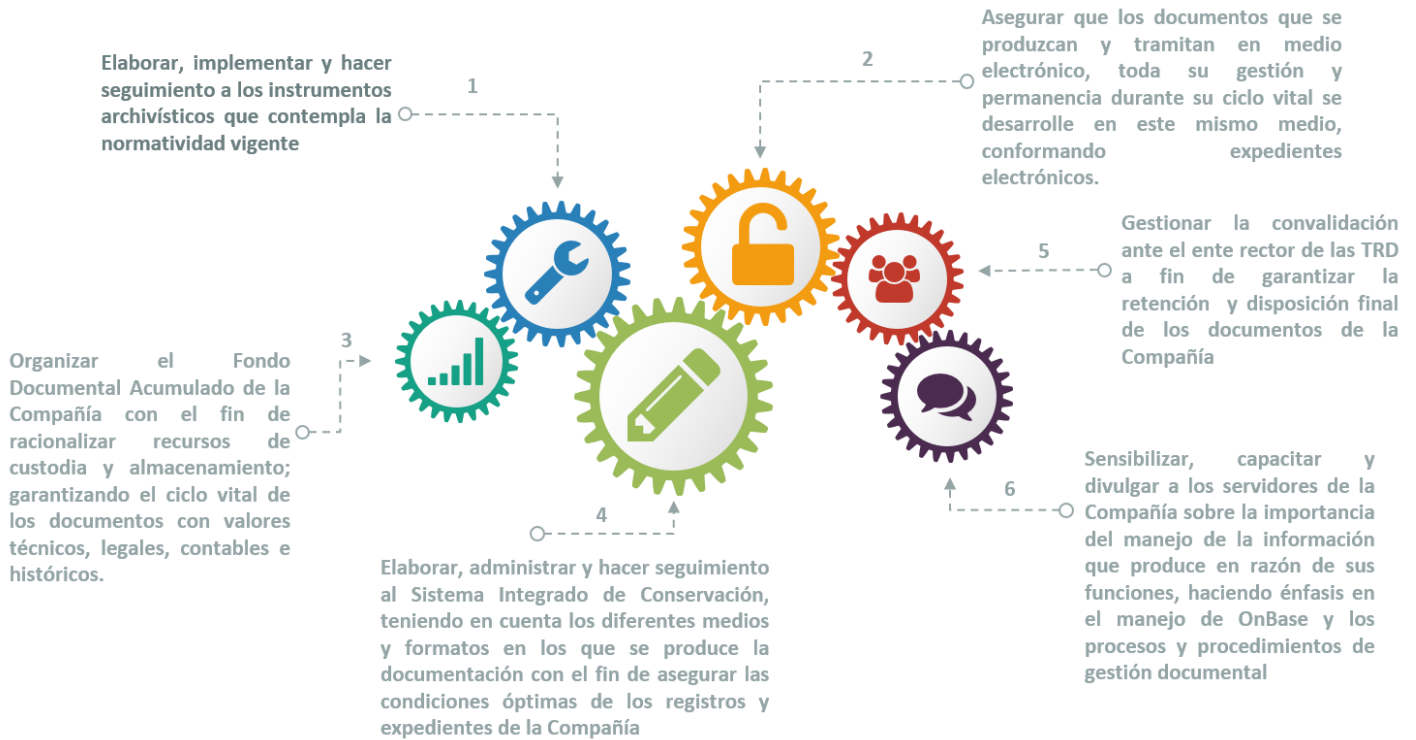 1
Elaborar, implementar y hacer
seguimiento a los instrumentos
archivísticos que contempla la
normatividad vigente
2
Asegurar que los documentos que se
produzcan y tramitan en medio
electrónico, toda su gestión y
permanencia durante su ciclo vital se
desarrolle en este mismo medio,
conformando expedientes
electrónicos.
3
Organizar el Fondo
Documental Acumulado de la
Compañía con el fin de
racionalizar recursos de
custodia y almacenamiento;
garantizando el ciclo vital de
los documentos con valores
técnicos, legales, contables e
históricos.
4
Elaborar, administrar y hacer seguimiento
al Sistema Integrado de Conservación,
teniendo en cuenta los diferentes medios
y formatos en los que se produce la
documentación con el fin de asegurar las
condiciones óptimas de los registros y
expedientes de la Compañía
5
Gestionar la convalidación
ante el ente rector de las TRD
a fin de garantizar la
retención y disposición final
de los documentos de la
Compañía
6
Sensibilizar, capacitar y
divulgar a los servidores de la
Compañía sobre la importancia
del manejo de la información
que produce en razón de sus
funciones, haciendo énfasis en
el manejo de OnBase y los
procesos y procedimientos de
gestión documental